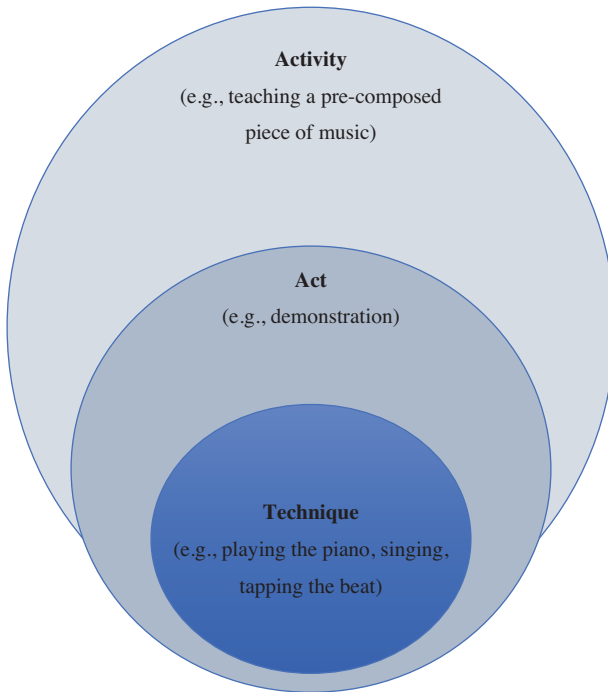 Activity
(e.g., teaching a pre-composed
piece of music)
Act
(e.g., demonstration)
Technique
(e.g., playing the piano, singing,
tapping the beat)